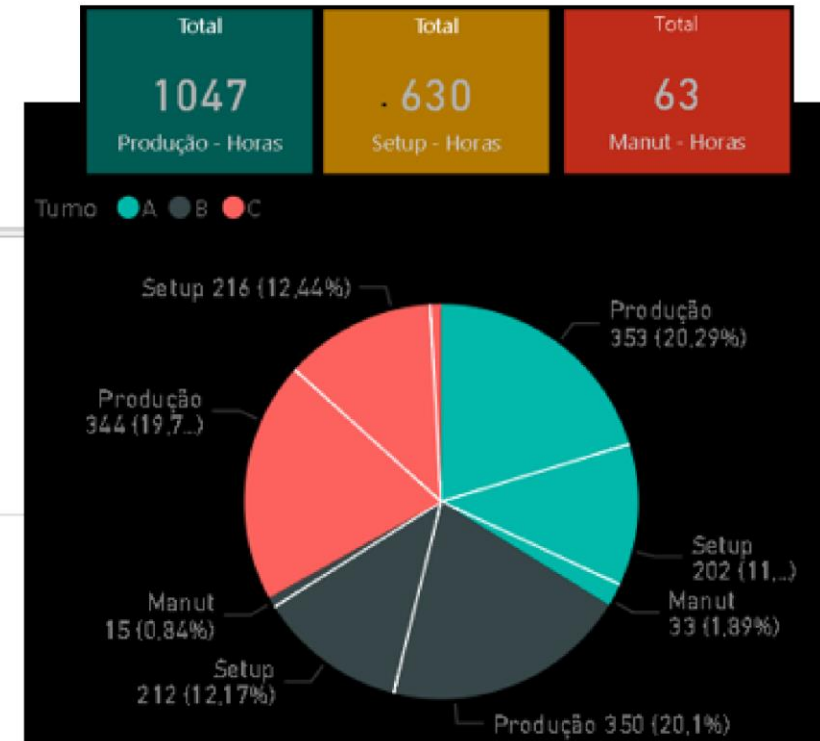 Total
1047
Produção - Horas
Total
630
Setup - Horas
Total
63
Manut - Horas
Turno A B C
Setup 216 (12,44%)
Produção
353 (20,29%)
Produção
344 (19,7...)
Setup
202 (11,...)
Manut
33 (1,89%)
Manut
15 (0,84%)
Setup
212 (12,17%)
Produção 350 (20,1%)